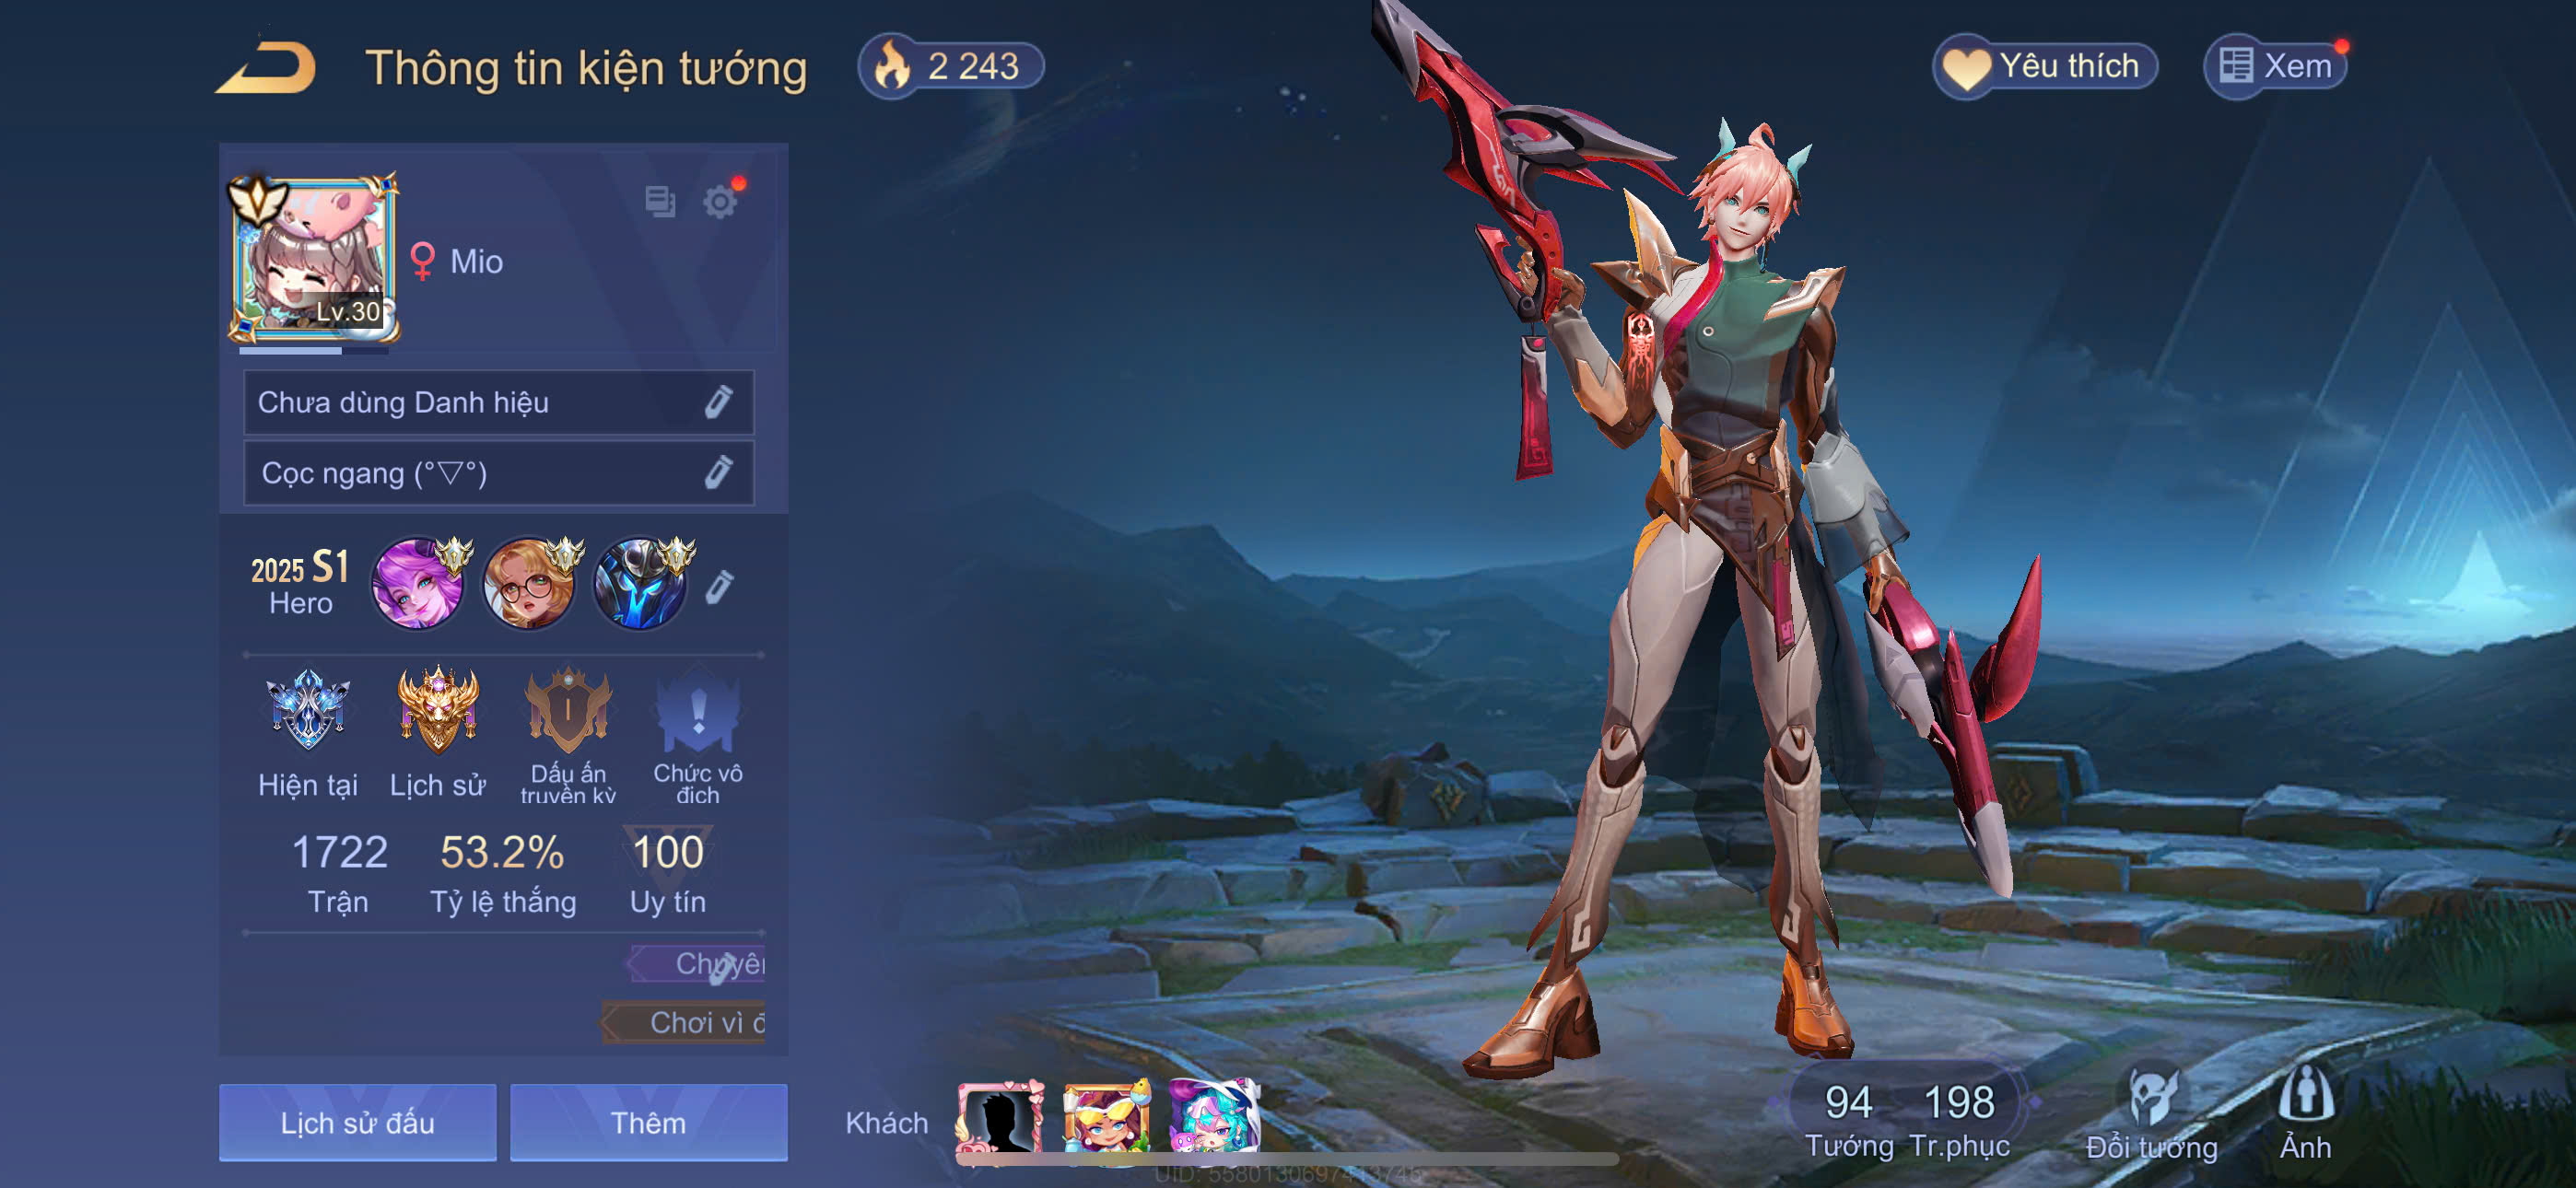 Thông tin kiện tướng
2 243
Yêu thích
Xem
Lv.30
Mio
Chưa dùng Danh hiệu
Cọc ngang (°▽°)
2025 S1
Hero
Hiện tại
Lịch sử
Dấu ấn truyền kỳ
Chức vô địch
1722
53.2%
100
Trận
Tỷ lệ thắng
Uy tín
Chuyên
Chơi vì đ
Lịch sử đấu
Thêm
Khách
94
198
Tướng
Tr.phục
Đổi tướng
Ảnh